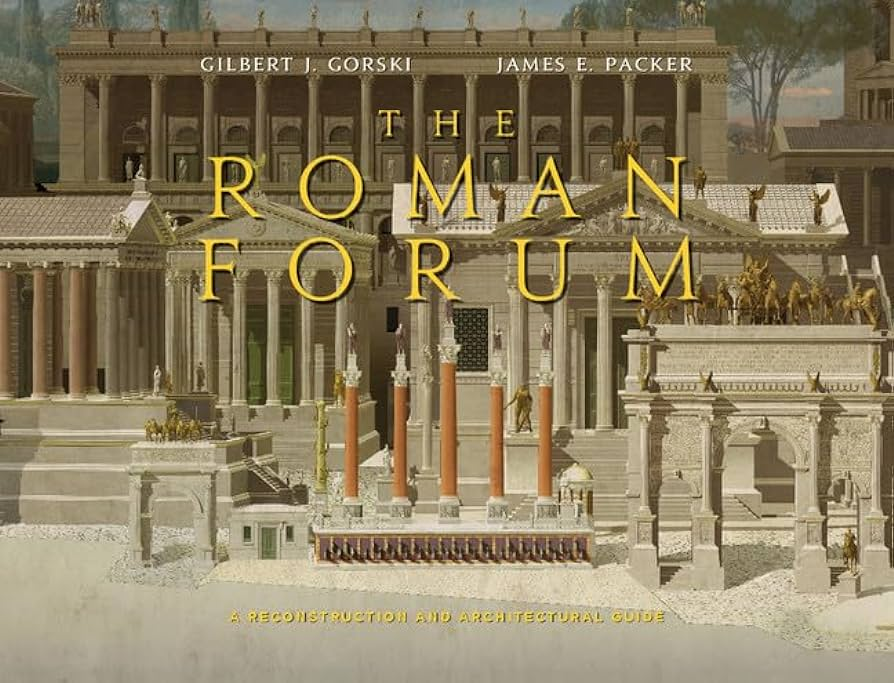 GILBERT J. GORSKI JAMES E. PACKER
THE
ROMAN
FORUM
A RECONSTRUCTION AND ARCHITECTURAL GUIDE